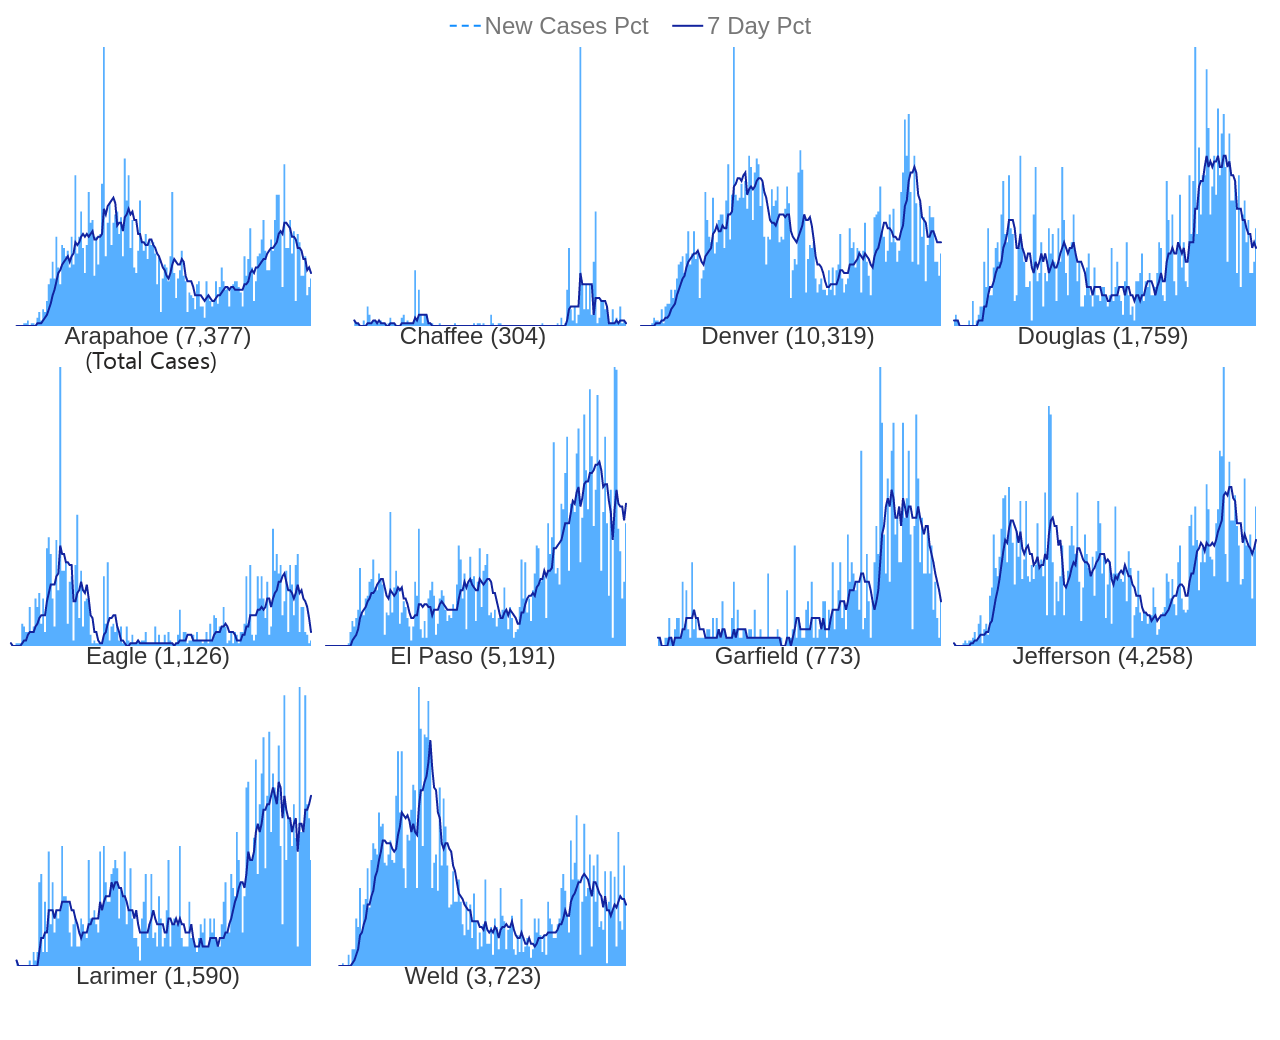 New Cases Pct 7 Day Pct
Arapahoe (7,377) Chaffee (304) Denver (10,319) Douglas (1,759)
(Total Cases)
Eagle (1,126) El Paso (5,191) Garfield (773) Jefferson (4,258)
Larimer (1,590) Weld (3,723)